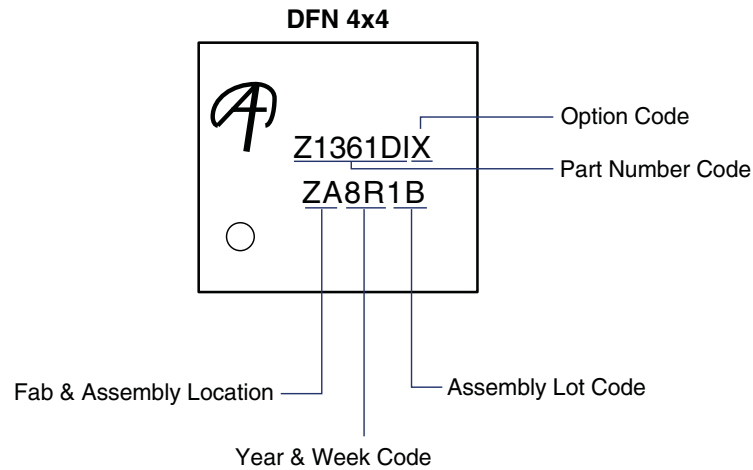 DFN 4x4
Z1361DIX
Option Code
Part Number Code
ZA8R1B
Fab & Assembly Location
Assembly Lot Code
Year & Week Code